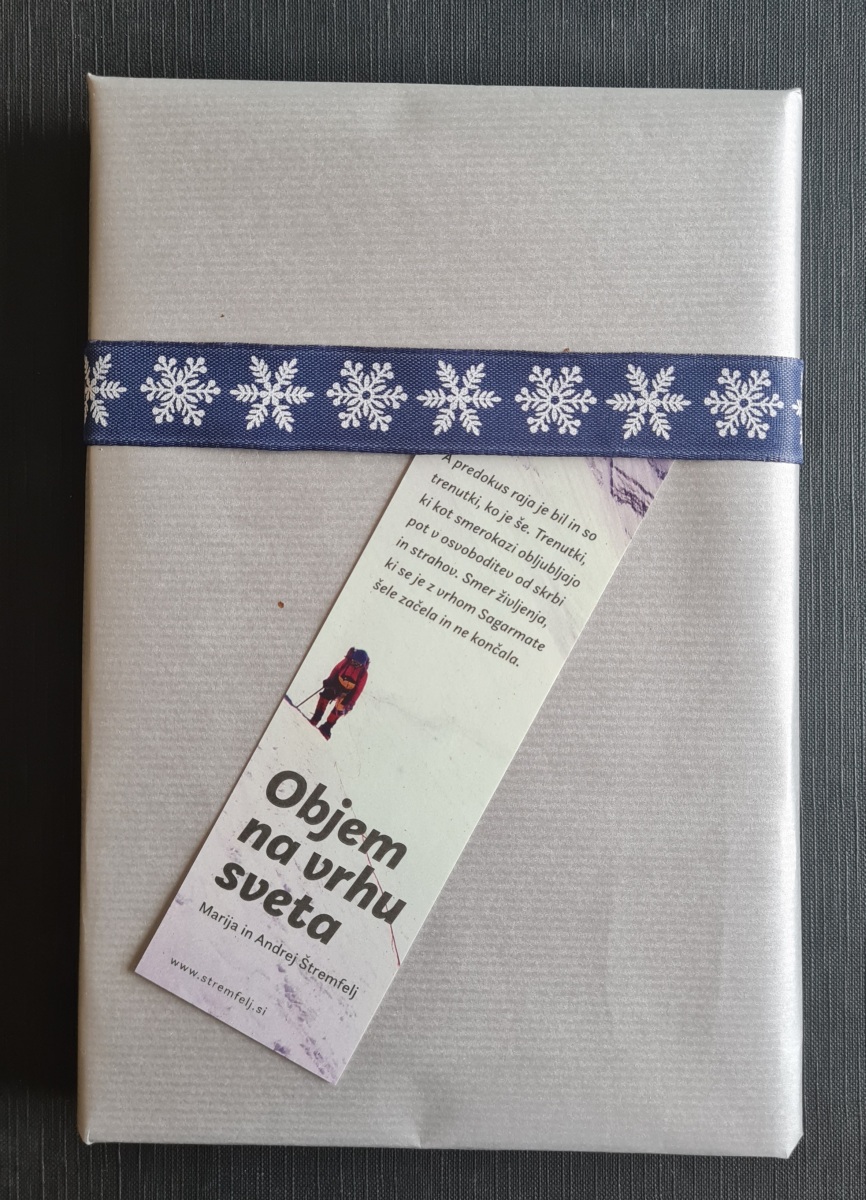 A predokus raja je bil in so
trenutki, ko je še. Trenutki,
ki kot smerokazi obljubljajo
pot v osvoboditev od skrbi
in strahov. Smer življenja,
ki se je z vrhom Sagarmate
šele začela in ne končala.
Objem
na vrhu
sveta
Marija in Andrej Štremfelj
www.stremfelj.si